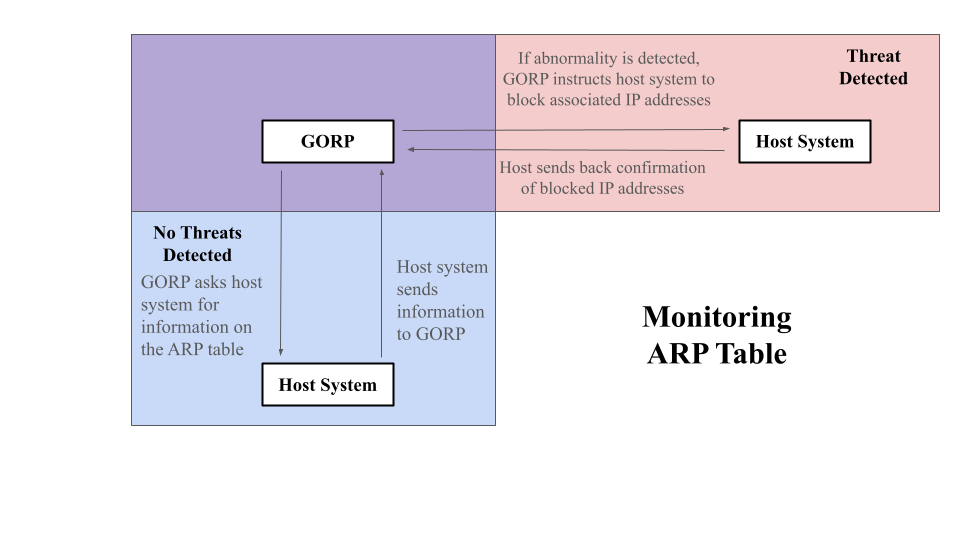 If abnormality is detected,
GORP instructs host system to
block associated IP addresses
Threat
Detected
GORP
Host System
Host sends back confirmation
of blocked IP addresses
No Threats
Detected
GORP asks host
system for
information on
the ARP table
Host system
sends
information
to GORP
Host System
Monitoring
ARP Table